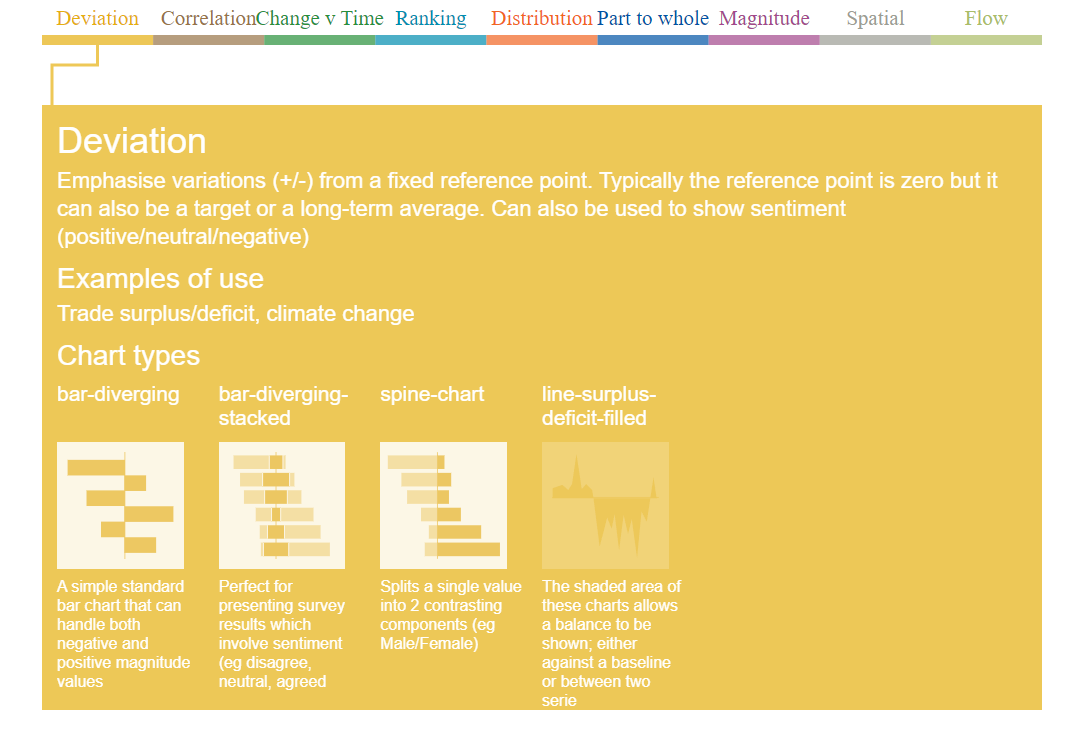 Deviation Correlation Change v Time Ranking Distribution Part to whole Magnitude Spatial Flow
Deviation
Emphasise variations (+/-) from a fixed reference point. Typically the reference point is zero but it
can also be a target or a long-term average. Can also be used to show sentiment
(positive/neutral/negative)
Examples of use
Trade surplus/deficit, climate change
Chart types
bar-diverging
A simple standard
bar chart that can
handle both
negative and
positive magnitude
values
bar-diverging-
stacked
Perfect for
presenting survey
results which
involve sentiment
(eg disagree,
neutral, agreed
spine-chart
Splits a single value
into 2 contrasting
components (eg
Male/Female)
line-surplus-
deficit-filled
The shaded area of
these charts allows
a balance to be
shown; either
against a baseline
or between two
serie